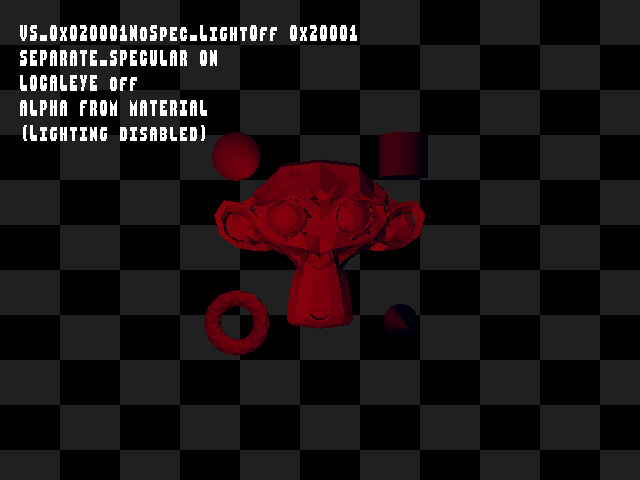 VS_0x020001NoSpec_LightOff 0x20001
SEPARATE_SPECULAR ON
LOCALEYE off
ALPHA FROM MATERIAL
(Lighting disabled)